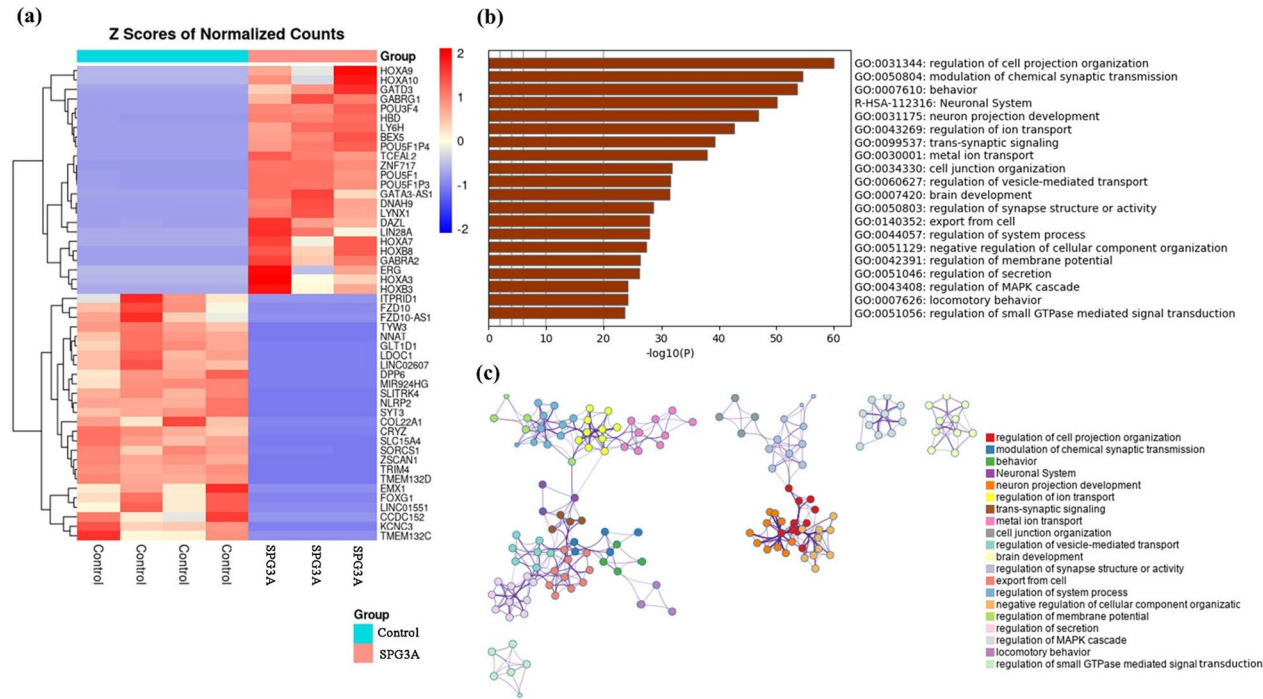 (a)
Z Scores of Normalized Counts
Group
HOXA9
HOXA10
GATD3
GABRG1
POU3F4
HBD
LY6H
BEX5
POU5F1P4
TCEAL2
ZNF717
POU5F1
POU5F1P3
GATA3-AS1
DNAH9
LYNX1
DAZL
LIN28A
HOXA7
HOXB8
GABRA2
ERG
HOXA3
HOXB3
ITPRID1
FZD10
FZD10-AS1
TYW3
NNAT
GLT1D1
LDOC1
LINC02607
DPP6
MIR924HG
SLITRK4
NLRP2
SYT3
COL22A1
CRYZ
SLC15A4
SORCS1
ZSCAN1
TRIM4
TMEM132D
EMX1
FOXG1
LINC01551
CCDC152
KCNC3
TMEM132C
2
1
0
-1
-2
Control
Control
Control
Control
SPG3A
SPG3A
SPG3A
Group
Control
SPG3A
(b)
GO:0031344: regulation of cell projection organization
GO:0050804: modulation of chemical synaptic transmission
GO:0007610: behavior
R-HSA-112316: Neuronal System
GO:0031175: neuron projection development
GO:0043269: regulation of ion transport
GO:0099537: trans-synaptic signaling
GO:0030001: metal ion transport
GO:0034330: cell junction organization
GO:0060627: regulation of vesicle-mediated transport
GO:0007420: brain development
GO:0050803: regulation of synapse structure or activity
GO:0140352: export from cell
GO:0044057: regulation of system process
GO:0051129: negative regulation of cellular component organization
GO:0042391: regulation of membrane potential
GO:0051046: regulation of secretion
GO:0043408: regulation of MAPK cascade
GO:0007626: locomotory behavior
GO:0051056: regulation of small GTPase mediated signal transduction
0 10 20 30 40 50 60
-log10(P)
(c)
regulation of cell projection organization
modulation of chemical synaptic transmission
behavior
Neuronal System
neuron projection development
regulation of ion transport
trans-synaptic signaling
metal ion transport
cell junction organization
regulation of vesicle-mediated transport
brain development
regulation of synapse structure or activity
export from cell
regulation of system process
negative regulation of cellular component organizatic
regulation of membrane potential
regulation of secretion
regulation of MAPK cascade
locomotory behavior
regulation of small GTPase mediated signal transduction